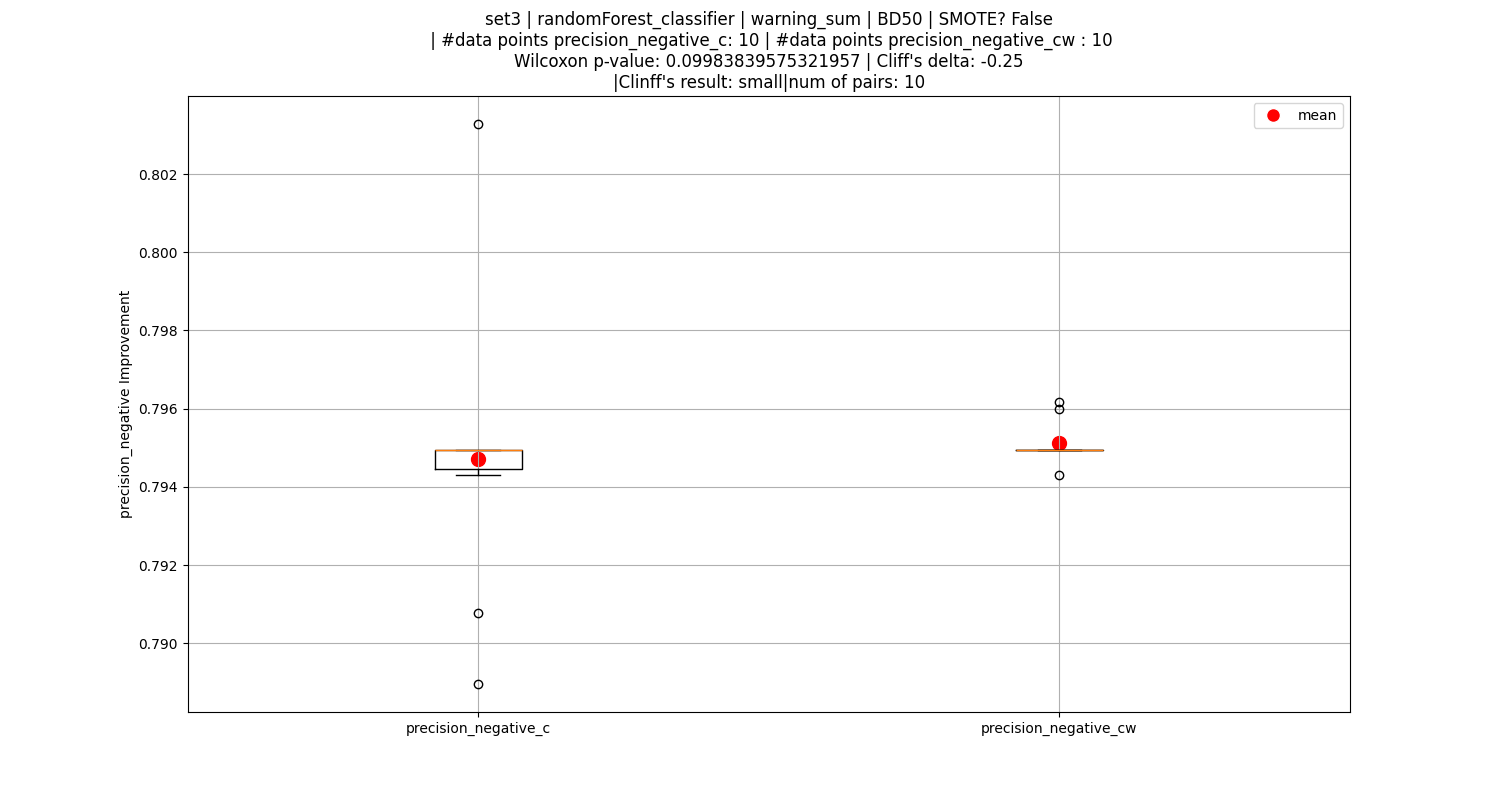 set3 | randomForest_classifier | warning_sum | BD50 | SMOTE? False
| #data points precision_negative_c: 10 | #data points precision_negative_cw : 10
Wilcoxon p-value: 0.09983839575321957 | Cliff's delta: -0.25
|Clinff's result: small|num of pairs: 10
mean
0.802
0.800
0.798
0.796
0.794
0.792
0.790
precision_negative Improvement
precision_negative_c
precision_negative_cw